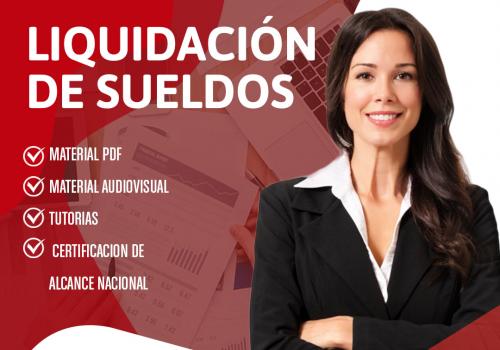 LIQUIDACIÓN
DE SUELDOS
MATERIAL PDF
MATERIAL AUDIOVISUAL
TUTORIAS
CERTIFICACION DE
ALCANCE NACIONAL